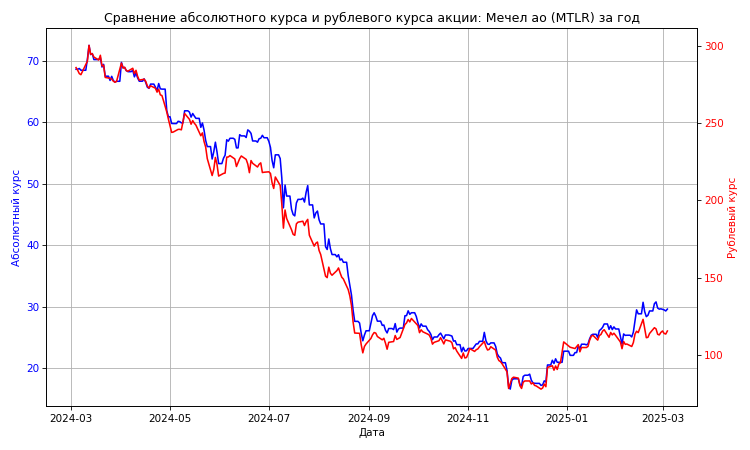 Сравнение абсолютного курса и рублевого курса акции: Мечел ао (MTLR) за год
Абсолютный курс
70
60
50
40
30
20
300
250
200
150
100
Рублевый курс
2024-03 2024-05 2024-07 2024-09 2024-11 2025-01 2025-03
Дата